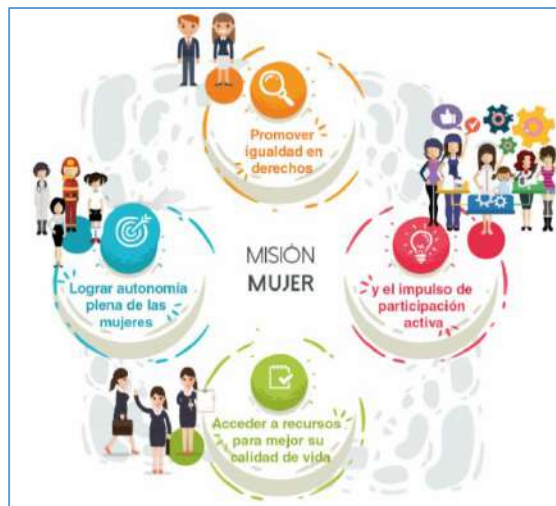 Promover
igualdad en
derechos
MISIÓN
MUJER
Lograr autonomía
plena de las
mujeres
y el impulso de
participación
activa
Acceder a recursos
para mejor su
calidad de vida